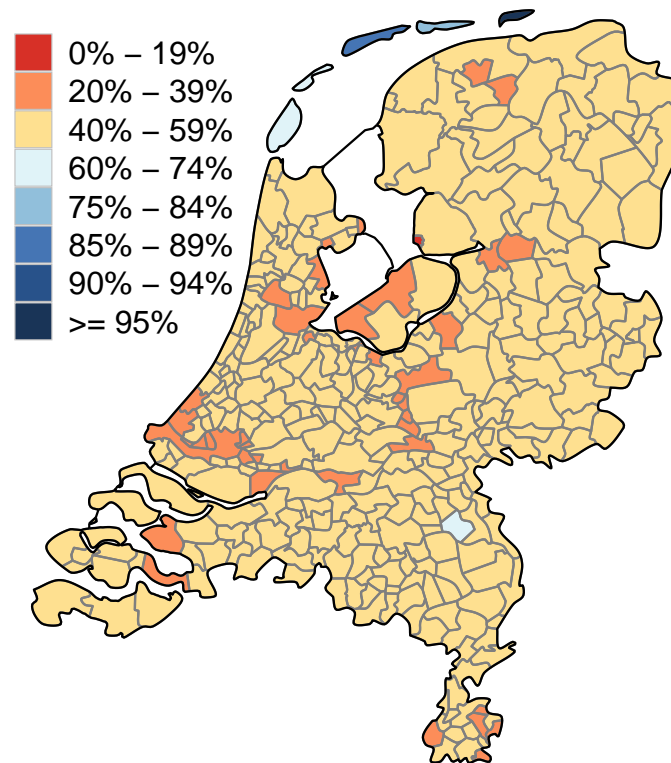 0% – 19%
20% – 39%
40% – 59%
60% – 74%
75% – 84%
85% – 89%
90% – 94%
>= 95%